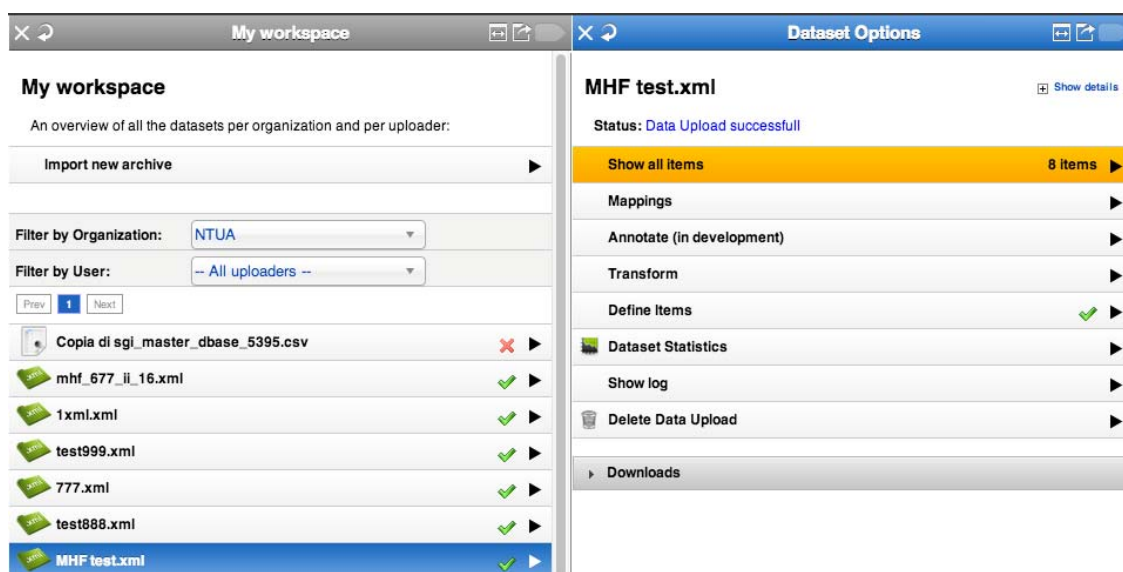 My workspace
My workspace
An overview of all the datasets per organization and per uploader:
Import new archive
Filter by Organization: NTUA
Filter by User: -- All uploaders --
Prev 1 Next
Copia di sgi_master_dbase_5395.csv
mhf_677_ii_16.xml
1xml.xml
test999.xml
777.xml
test888.xml
MHF test.xml
Dataset Options
MHF test.xml
Show details
Status: Data Upload successfull
Show all items 8 items
Mappings
Annotate (in development)
Transform
Define Items
Dataset Statistics
Show log
Delete Data Upload
Downloads